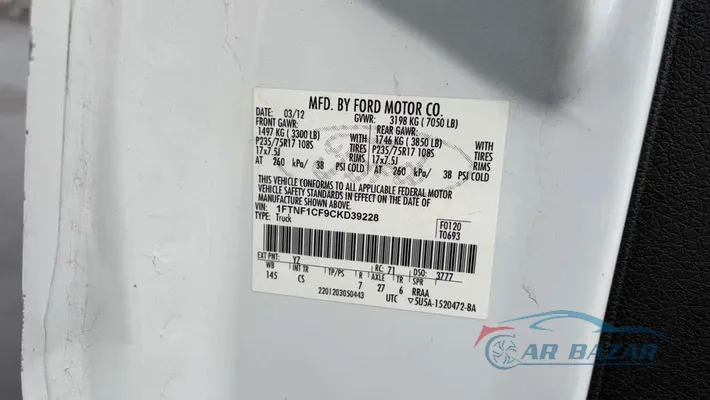 MFD. BY FORD MOTOR CO.
DATE: 03/12 GVWR: 3198 KG ( 7050 LB)
FRONT GAWR: REAR GAWR:
1497 KG ( 3300 LB) WITH 1746 KG ( 3850 LB) WITH
P235/75R17 108S TIRES P235/75R17 108S TIRES
17x7.5J RIMS 17x7.5J RIMS
AT 260 kPa/ 38 PSI COLD AT 260 kPa/ 38 PSI COLD
THIS VEHICLE CONFORMS TO ALL APPLICABLE FEDERAL MOTOR
VEHICLE SAFETY STANDARDS IN EFFECT ON THE DATE OF
MANUFACTURE SHOWN ABOVE.
VIN: 1FTNF1CF9CKD39228
TYPE: Truck
F0120
T0693
EXT PNT: YZ RC: 71 DSO: 3777
WB INT TR TP/PS R AXLE TR SPR
145 CS 7 27 6 RRAA
UTC ▽5U5A-1520472-BA
2201203050443
CAR BAZAR